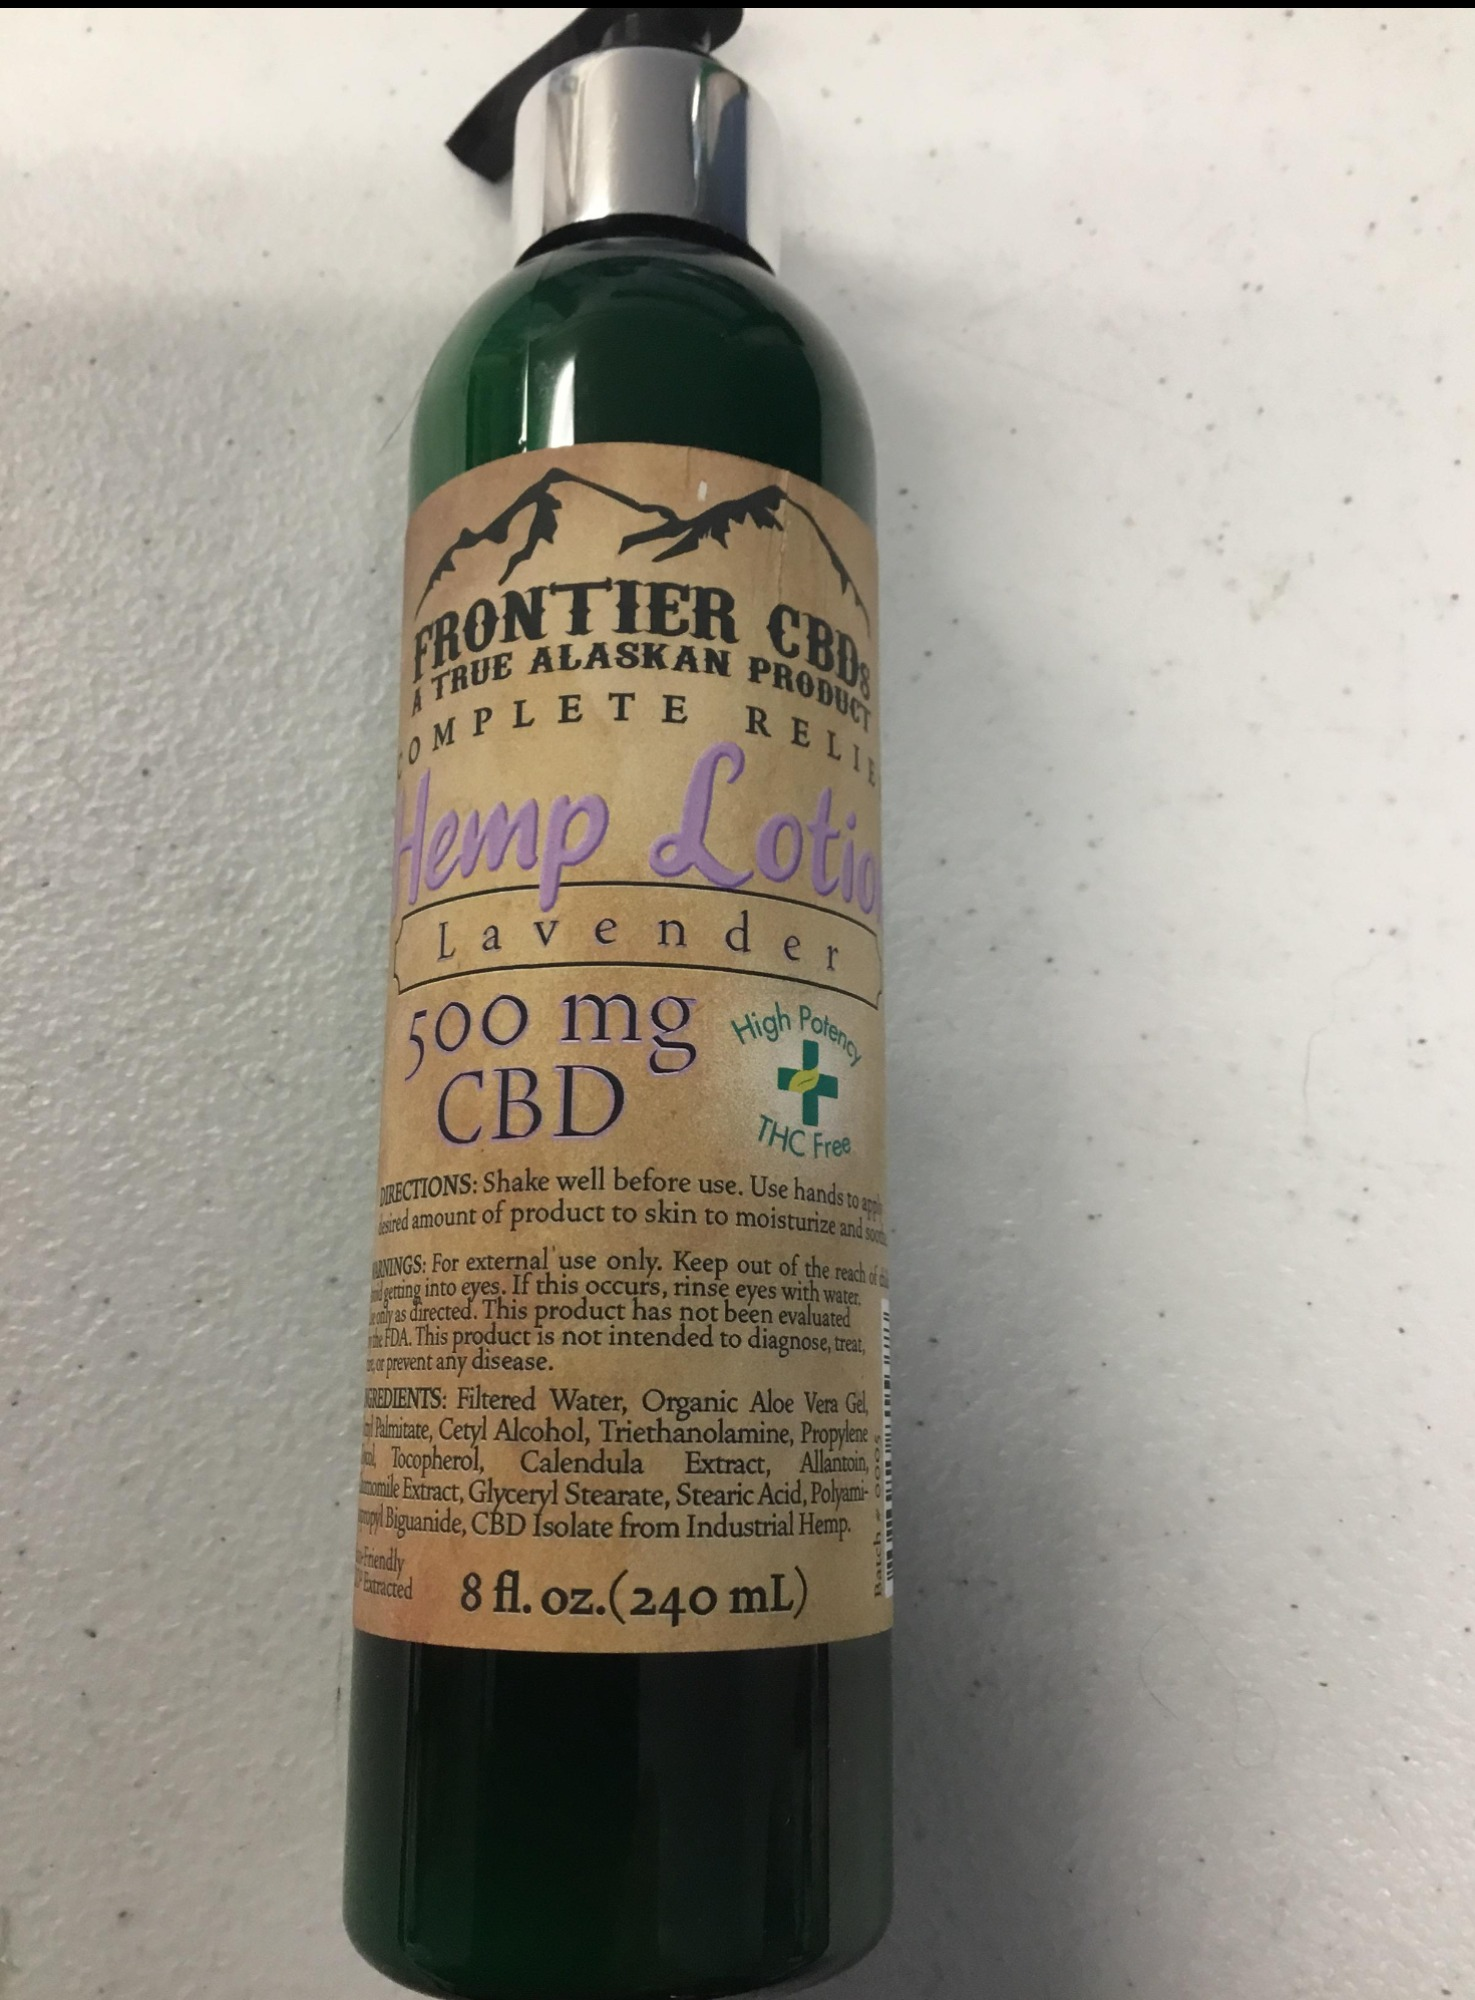 FRONTIER CBDs
A TRUE ALASKAN PRODUCT
COMPLETE RELIE
Hemp Lotio
Lavender
500 mg
CBD
High Potency
THC Free
DIRECTIONS: Shake well before use. Use hands to
desired amount of product to skin to moisturize and
WARNINGS: For external use only. Keep out of the reach of
getting into eyes. If this occurs, rinse eyes with water.
only as directed. This product has not been evaluated
the FDA. This product is not intended to diagnose, treat,
or prevent any disease.
INGREDIENTS: Filtered Water, Organic Aloe Vera Gel,
Palmitate, Cetyl Alcohol, Triethanolamine, Propylene
Tocopherol, Calendula Extract, Allantoin,
Extract, Glyceryl Stearate, Stearic Acid, Polyami-
Biguanide, CBD Isolate from Industrial Hemp.
Friendly
Extracted
8 fl. oz.(240 mL)
Batch # 0005